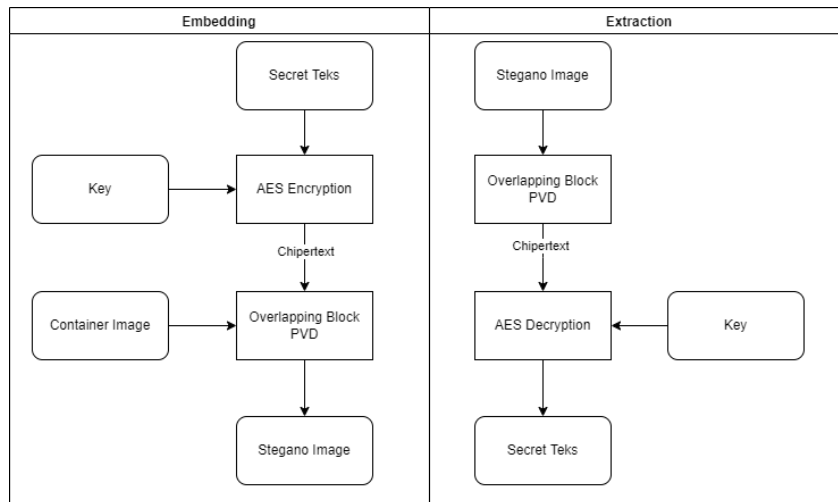 Embedding
Secret Teks
Key
AES Encryption
Chipertext
Container Image
Overlapping Block
PVD
Stegano Image
Extraction
Stegano Image
Overlapping Block
PVD
Chipertext
AES Decryption
Key
Secret Teks